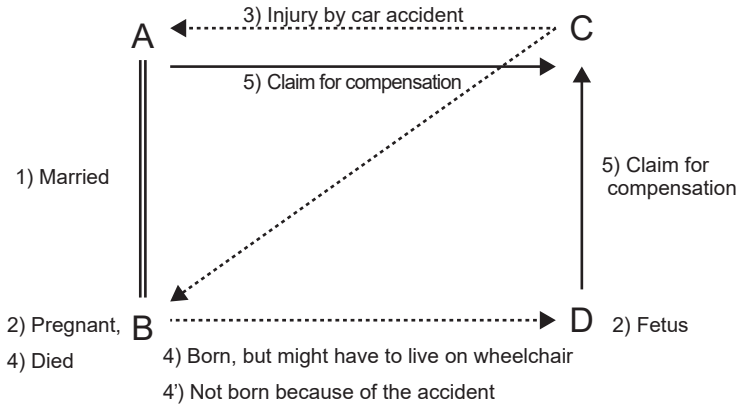 3) Injury by car accident
A
C
5) Claim for compensation
1) Married
5) Claim for
compensation
2) Pregnant,
B
D
2) Fetus
4) Died
4) Born, but might have to live on wheelchair
4') Not born because of the accident